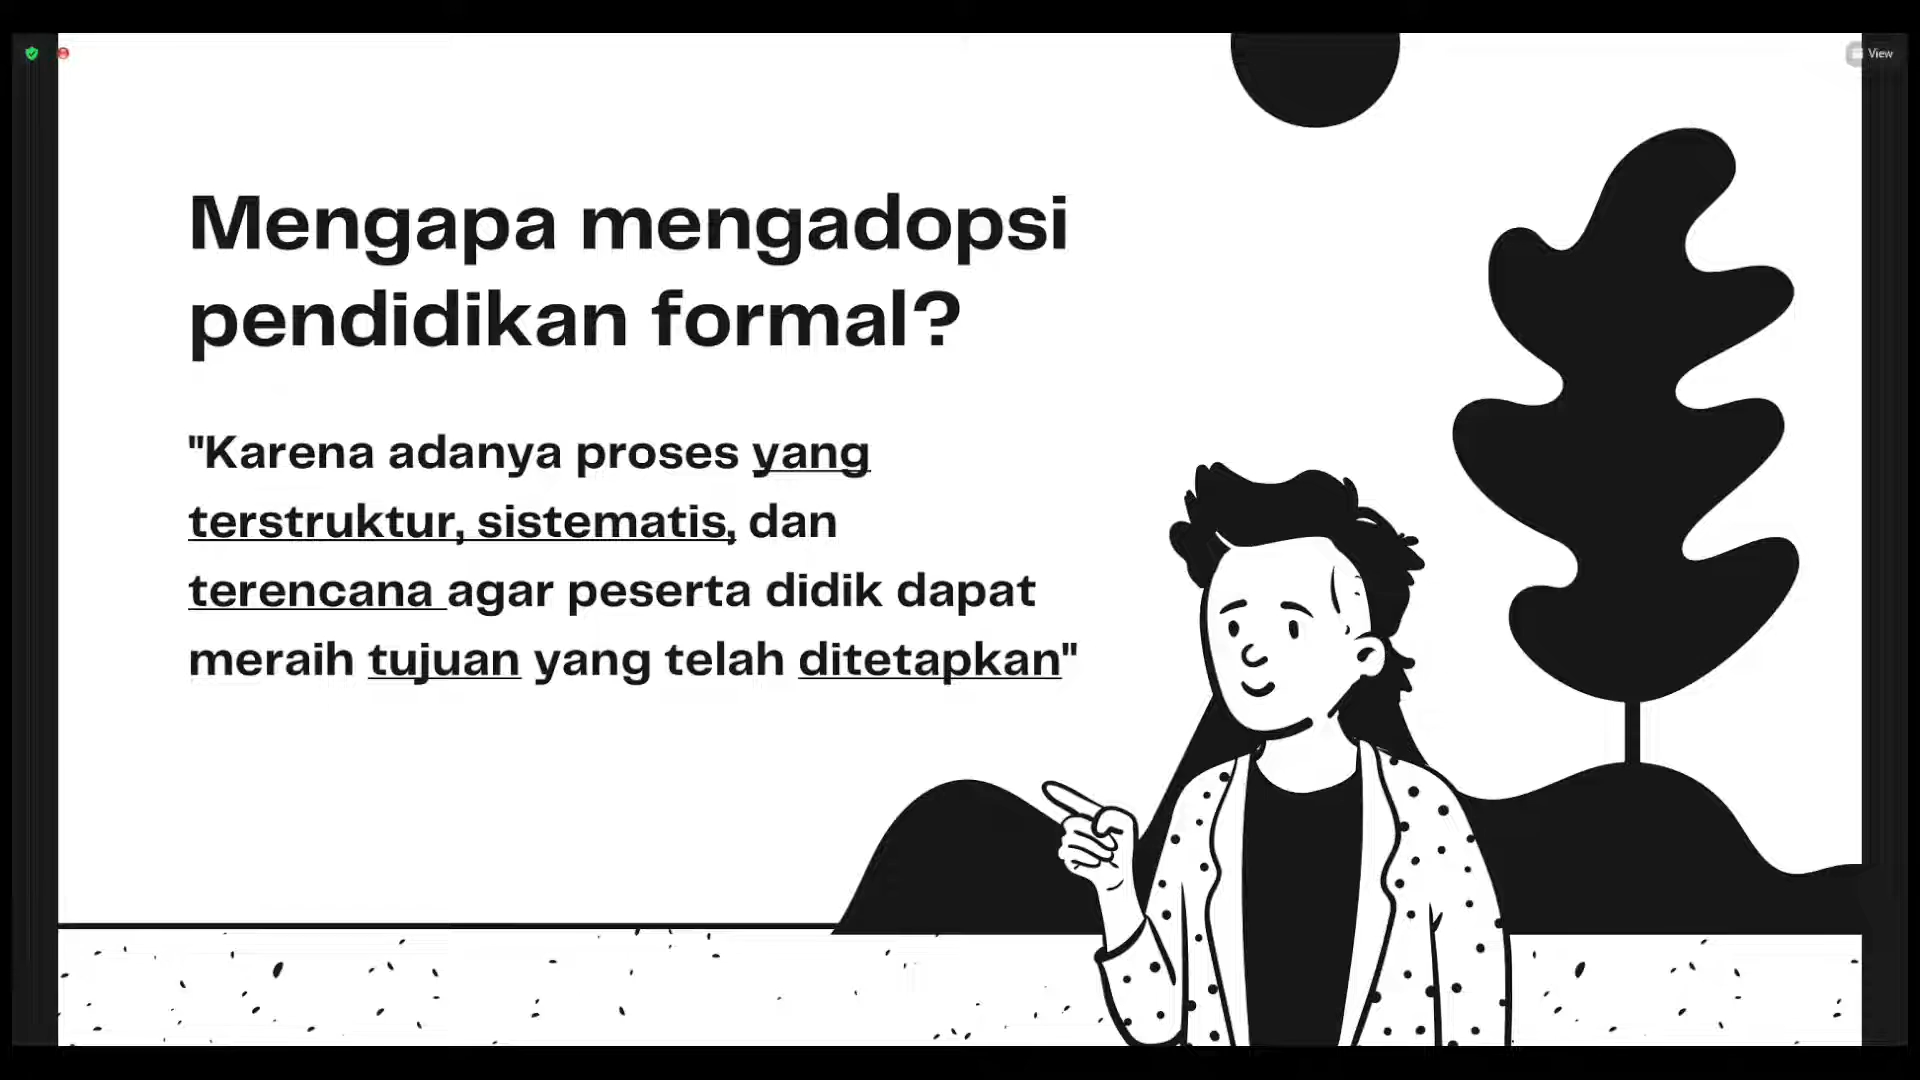 View
Mengapa mengadopsi
pendidikan formal?
"Karena adanya proses yang
terstruktur, sistematis, dan
terencana agar peserta didik dapat
meraih tujuan yang telah ditetapkan"